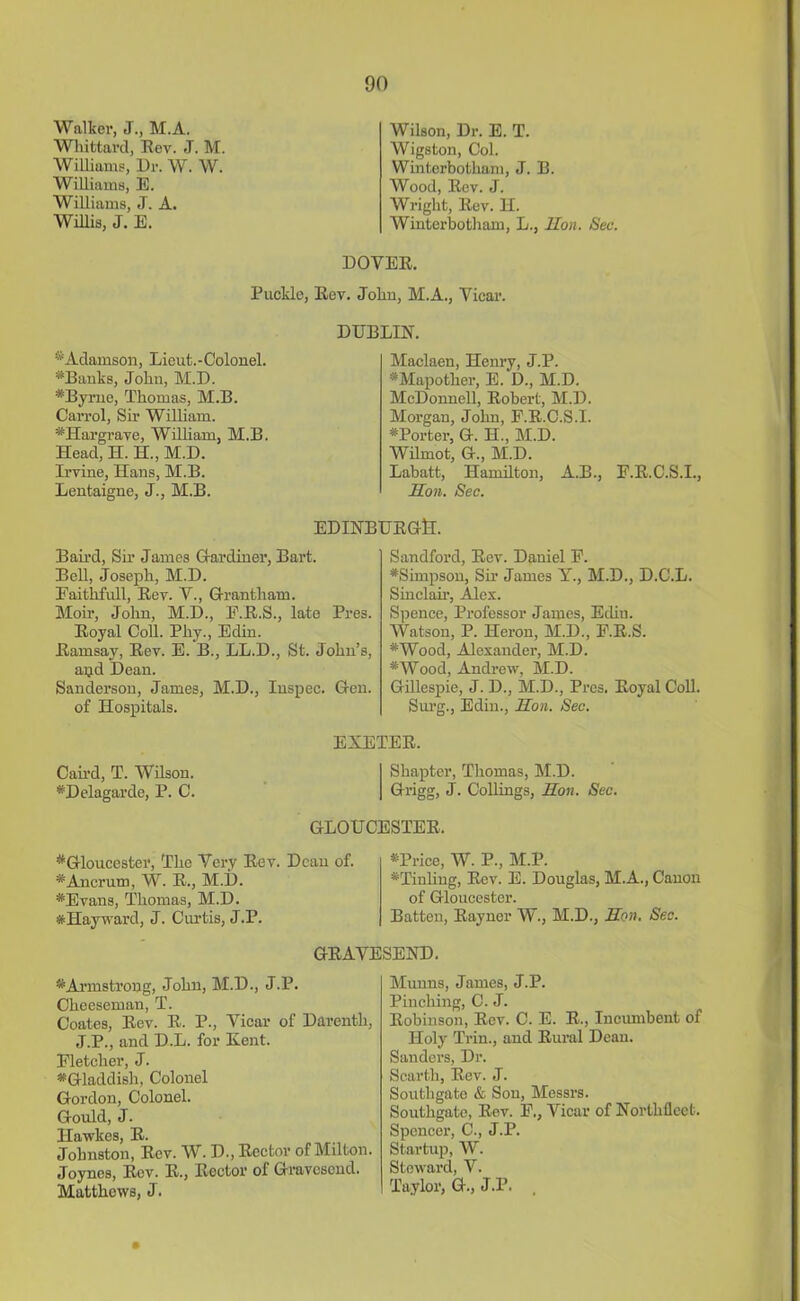 90
Walker, J., M.A.
Whittard, Rev. J. M.
Williams, Dr. W. W.
Williams, E.
Williams, J. A.
Willis, J. E.
Wilson, Dr. E. T.
Wigston, Col.
Winterbotham, J. B.
Wood, Rev. J.
Wright, Rev. H.
Winterbotham, L., Hon. Sec.
DOVER.
Puckle, Rev. John, M.A., Vicar.
DUBLIN.
*Adamson, Lieut.-Colonel.
*Banks, John, M.D.
*Byrne, Thomas, M.B.
Carrol, Sir William.
*Hargrave, William, M.B.
Head, H. H., M.D.
Irvine, Hans, M.B.
Lentaigne, J., M.B.
Maclaen, Henry, J.P.
*Mapother, E. D., M.D.
McDonnell, Robert, M.D.
Morgan, John, F.R.C.S.I.
*Porter, G. H., M.D.
Wilmot, G., M.D.
Labatt, Hamilton, A.B., F.R.C.S.I.,
Hon. Sec.
EDINBURGH.
Baird, Sir James Gardiner, Bart.
Bell, Joseph, M.D.
Faithfull, Rev. V., Grantham.
Moir, John, M.D., F.R.S., late Pres.
Royal Coll. Phy., Edin.
Ramsay, Rev. E. B., LL.D., St. John's,
and Dean.
Sanderson, James, M.D., Inspec. Gen.
of Hospitals.
Sandford, Rev. Daniel F.
*Simpson, Sir James Y., M.D., D.C.L.
Sinclair, Alex.
Spence, Professor James, Edin.
Watson, P. Heron, M.D., F.R.S.
*Wood, Alexander, M.D.
*Wood, Andrew, M.D.
Gillespie, J. D., M.D., Pres. Royal Coll.
Surg., Edin., Hon. Sec.
EXETER.
Caird, T. Wilson.
*Delagarde, P. C.
Shapter, Thomas, M.D.
Grigg, J. Collings, Hon. Sec.
GLOUCESTER.
*Gloucester, The Very Rev. Dean of.
*Ancrum, W. R., M.D.
*Evans, Thomas, M.D.
*Hayward, J. Curtis, J.P.
*Price, W. P., M.P.
*Tinling, Rev. E. Douglas, M.A., Canon
of Gloucester.
Batten, Rayner W., M.D., Hon. Sec.
GRAVESEND.
*Armstrong, John, M.D., J.P.
Cheeseman, T.
Coates, Rev. R. P., Vicar of Darenth,
J.P., and D.L. for Kent.
Fletcher, J.
*Gladdish, Colonel
Gordon, Colonel.
Gould, J.
Hawkes, R.
Johnston, Rev. W. D., Rector of Milton.
Joynes, Rev. R., Rector of Gravesend.
Matthews, J.
Munns, James, J.P.
Pinching, C. J.
Robinson, Rev. C. E. R., Incumbent of
Holy Trin., and Rural Dean.
Sanders, Dr.
Scarth, Rev. J.
Southgate & Son, Messrs.
Southgate, Rev. F., Vicar of Northfleet.
Spencer, C., J.P.
Startup, W.
Steward, V.
Taylor, G., J.P.